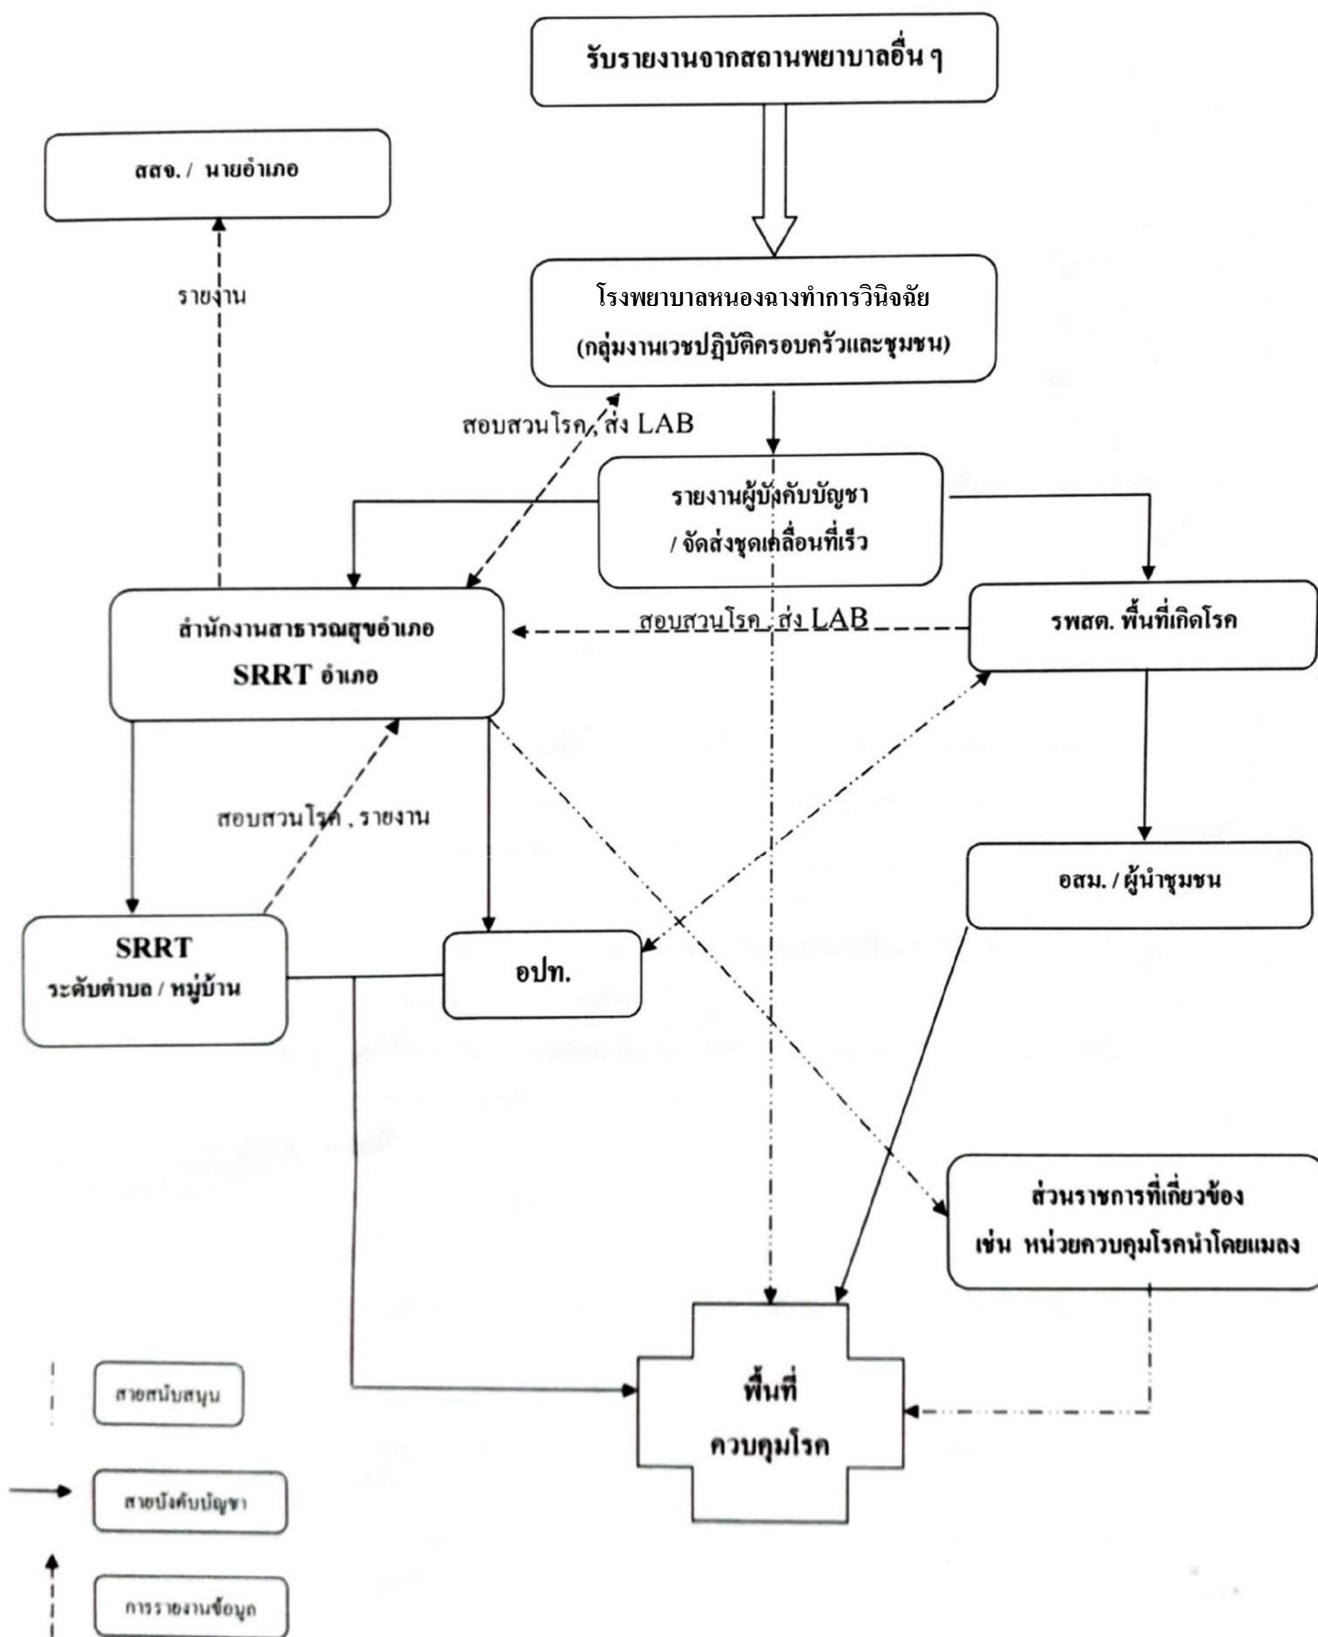 รับรายงานจากสถานพยาบาลอื่น ๆ
สสจ. / นายอำเภอ
รายงาน
โรงพยาบาลหนองฉางทำการวินิจฉัย
(กลุ่มงานเวชปฏิบัติครอบครัวและชุมชน)
สอบสวนโรค , ส่ง LAB
รายงานผู้บังคับบัญชา
/ จัดส่งชุดเคลื่อนที่เร็ว
สำนักงานสาธารณสุขอำเภอ
SRRT อำเภอ
สอบสวนโรค , ส่ง LAB
รพสต. พื้นที่เกิดโรค
สอบสวนโรค , รายงาน
อสม. / ผู้นำชุมชน
SRRT
ระดับตำบล / หมู่บ้าน
อปท.
ส่วนราชการที่เกี่ยวข้อง
เช่น หน่วยควบคุมโรคนำโดยแมลง
พื้นที่
ควบคุมโรค
สายสนับสนุน
สายบังคับบัญชา
การรายงานข้อมูล